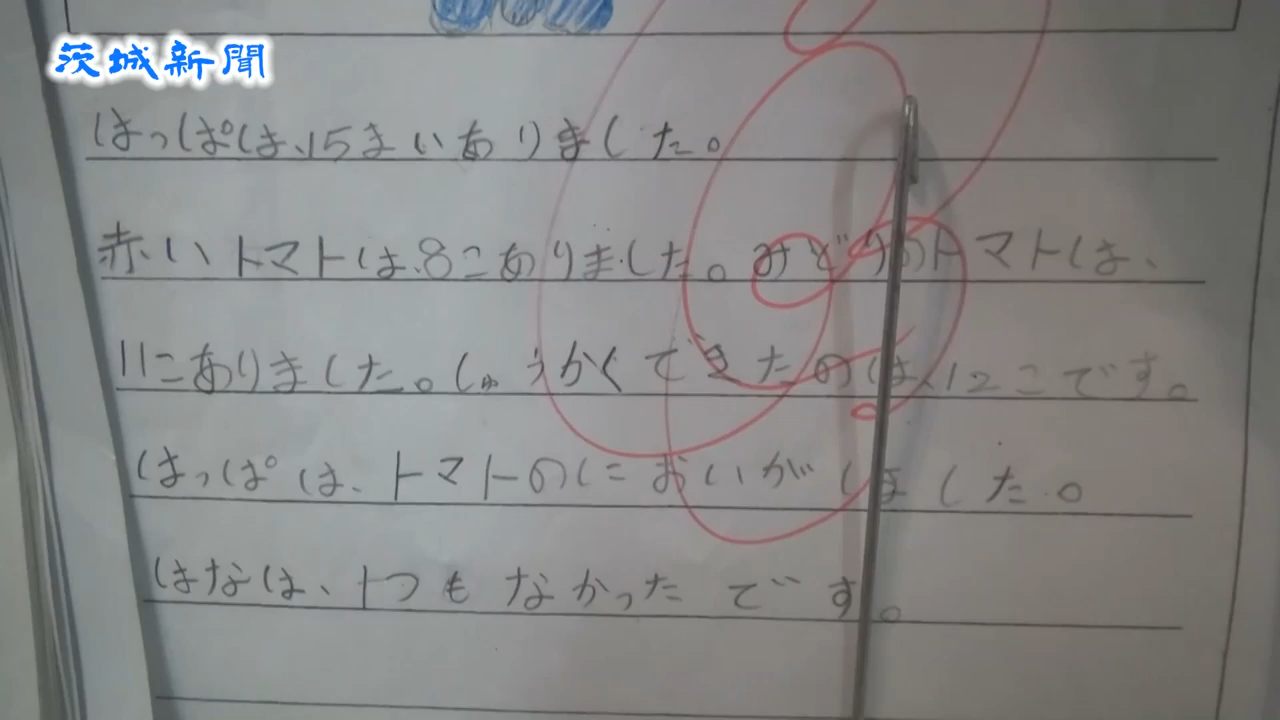 茨城新聞
はっぱは、15まいありました。
赤いトマトは、8こありました。みどりのトマトは、
11こありました。しゅうかくできたのは、12こです。
はっぱは、トマトのにおいがしました。
はなは、1つもなかったです。